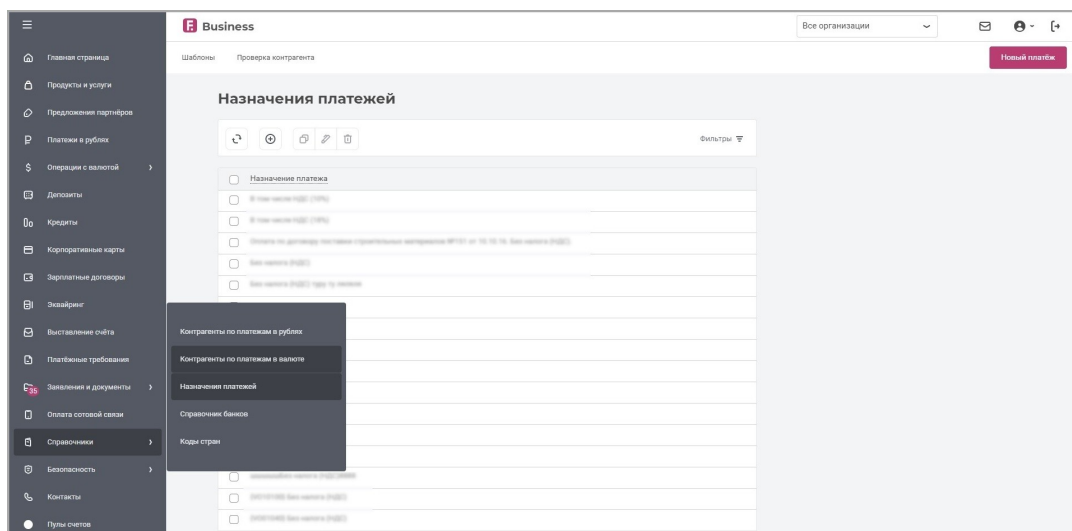 Business
Все организации
Шаблоны Проверка контрагента
Новый платёж
Главная страница
Продукты и услуги
Предложения партнёров
Платежи в рублях
Операции с валютой
Депозиты
Кредиты
Корпоративные карты
Зарплатные договоры
Эквайринг
Выставление счёта
Платёжные требования
35 Заявления и документы
Оплата сотовой связи
Справочники
Безопасность
Контакты
Пулы счетов
Контрагенты по платежам в рублях
Контрагенты по платежам в валюте
Назначения платежей
Справочник банков
Коды стран
Назначения платежей
Фильтры
Назначение платежа